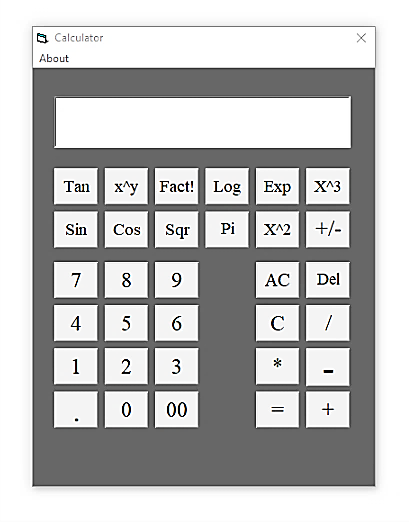 Calculator
About
Tan x^y Fact! Log Exp X^3
Sin Cos Sqr Pi X^2 +/-
7 8 9 AC Del
4 5 6 C /
1 2 3 * -
. 0 00 = +